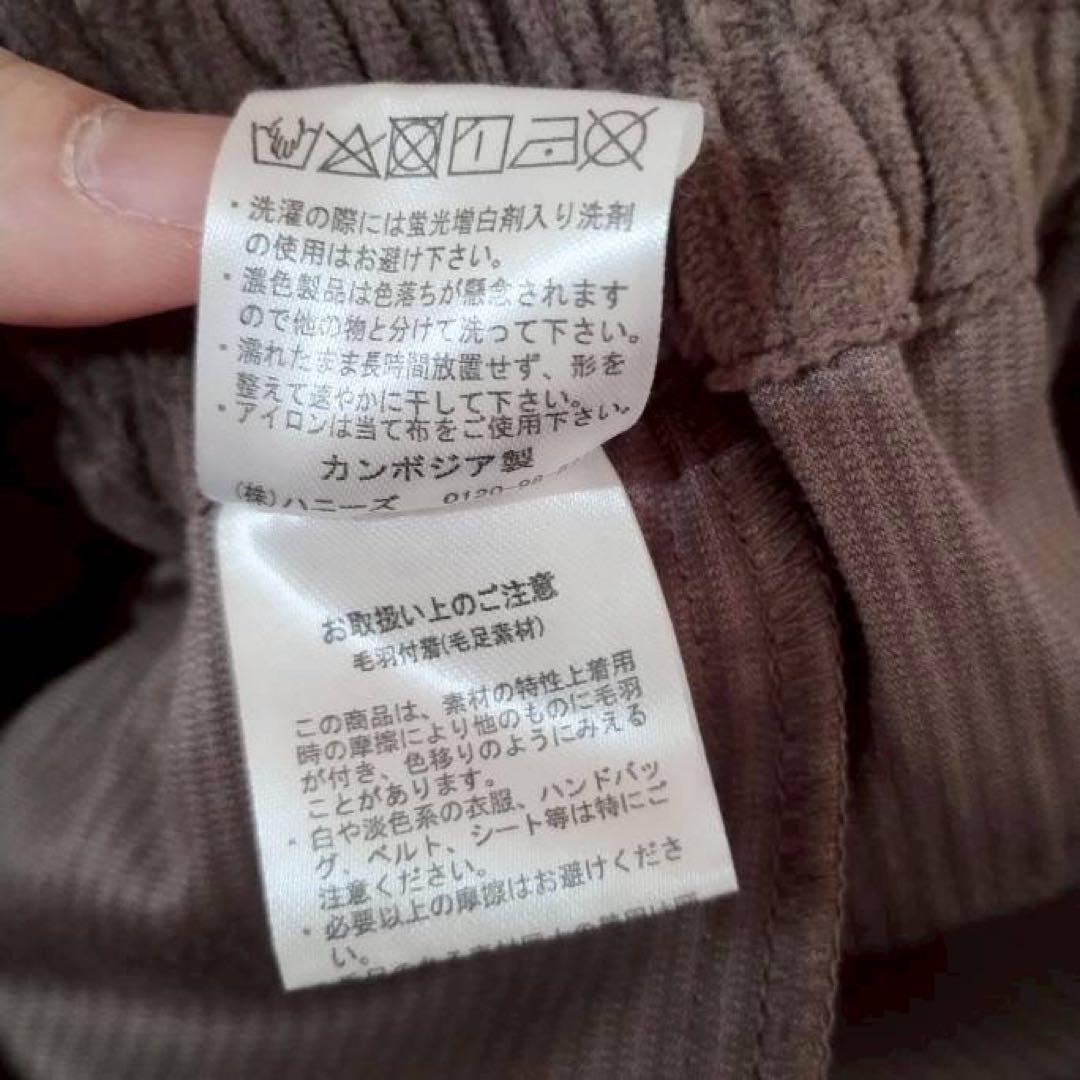 ・洗濯の際には蛍光増白剤入り洗剤
の使用はお避け下さい。
・濃色製品は色落ちが懸念されます
ので他の物と分けて洗って下さい。
・濡れたまま長時間放置せず、形を
整えて速やかに干して下さい。
・アイロンは当て布をご使用下さい。
カンボジア製
(株)ハニーズ 0120-98
お取扱い上のご注意
毛羽付着(毛足素材)
この商品は、素材の特性上着用
時の摩擦により他のものに毛羽
が付き、色移りのようにみえる
ことがあります。
・白や淡色系の衣服、ハンドバッ
グ、ベルト、シート等は特にご
注意ください。
・必要以上の摩擦はお避けくださ
い。